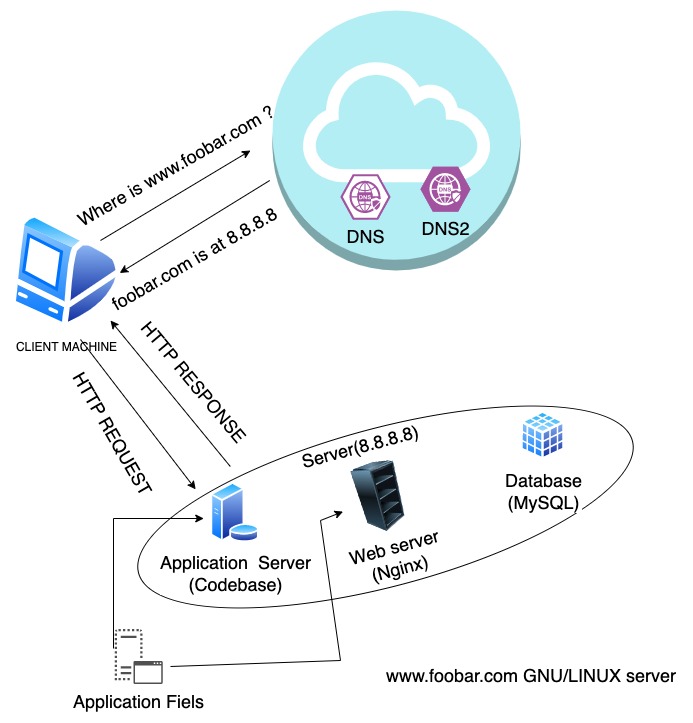 Where is www.foobar.com ?
DNS
DNS
DNS
DNS2
foobar.com is at 8.8.8.8
CLIENT MACHINE
HTTP RESPONSE
HTTP REQUEST
Server(8.8.8.8)
Database
(MySQL)
Web server
(Nginx)
Application Server
(Codebase)
www.foobar.com GNU/LINUX server
Application Fiels